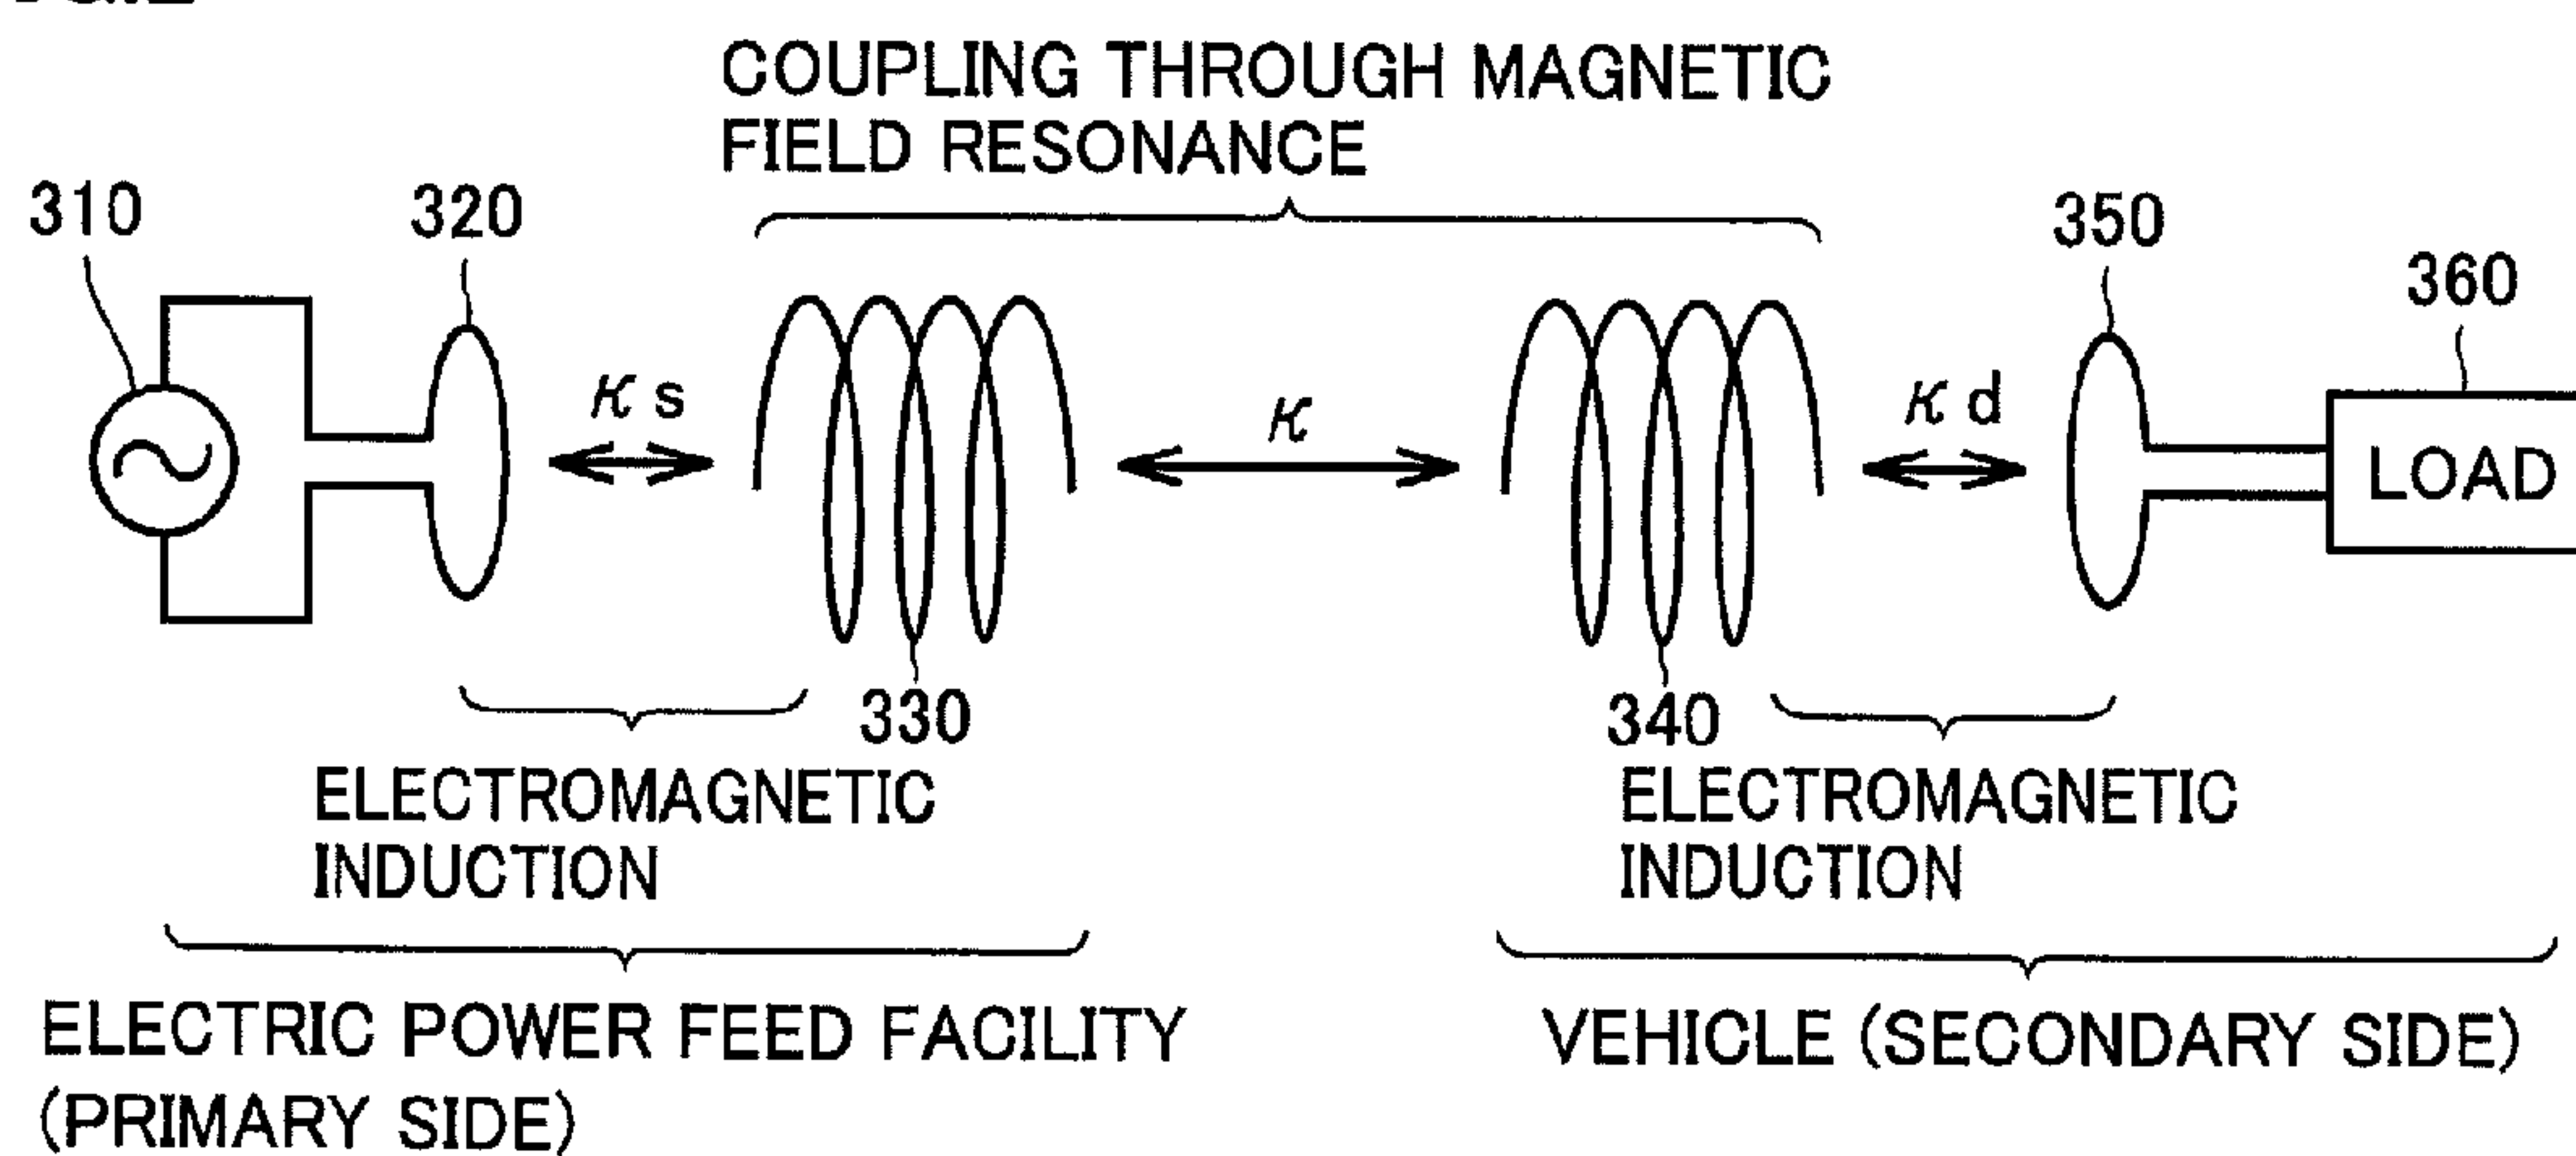 COUPLING THROUGH MAGNETIC
FIELD RESONANCE
310
320
350
360
κs
κ
κd
LOAD
330
340
ELECTROMAGNETIC
INDUCTION
ELECTROMAGNETIC
INDUCTION
ELECTRIC POWER FEED FACILITY
(PRIMARY SIDE)
VEHICLE (SECONDARY SIDE)